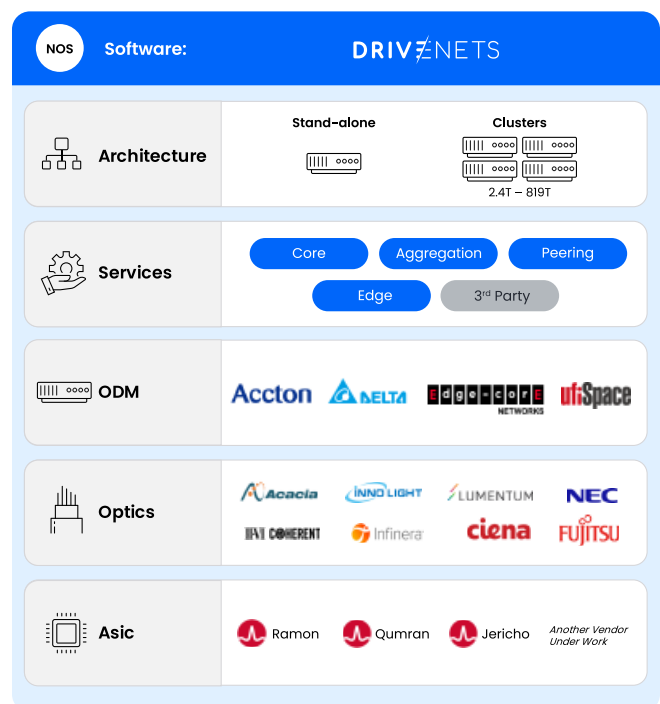 NOS Software: DRIVENETS
Stand-alone Clusters
Architecture
2.4T – 819T
Core Aggregation Peering
Services
Edge 3rd Party
ODM Accton DELTA Edge-corE
NETWORKS
ufiSpace
Acacia INNOLIGHT LUMENTUM NEC
Optics
II-VI COHERENT Infinera ciena FUJITSU
Asic Ramon Qumran Jericho
Another Vendor
Under Work